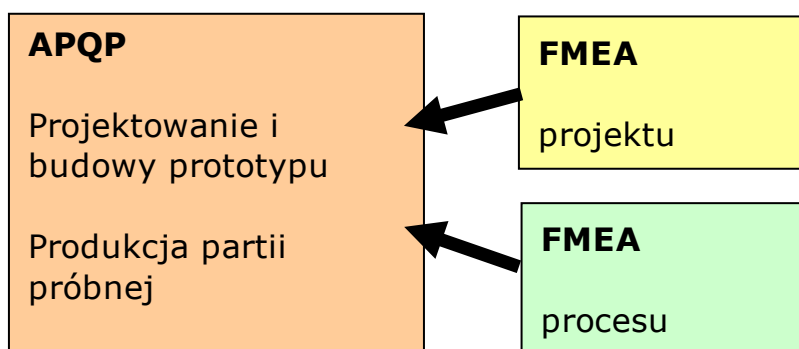 APQP
Projektowanie i
budowy prototypu
Produkcja partii
próbnej
FMEA
projektu
FMEA
procesu